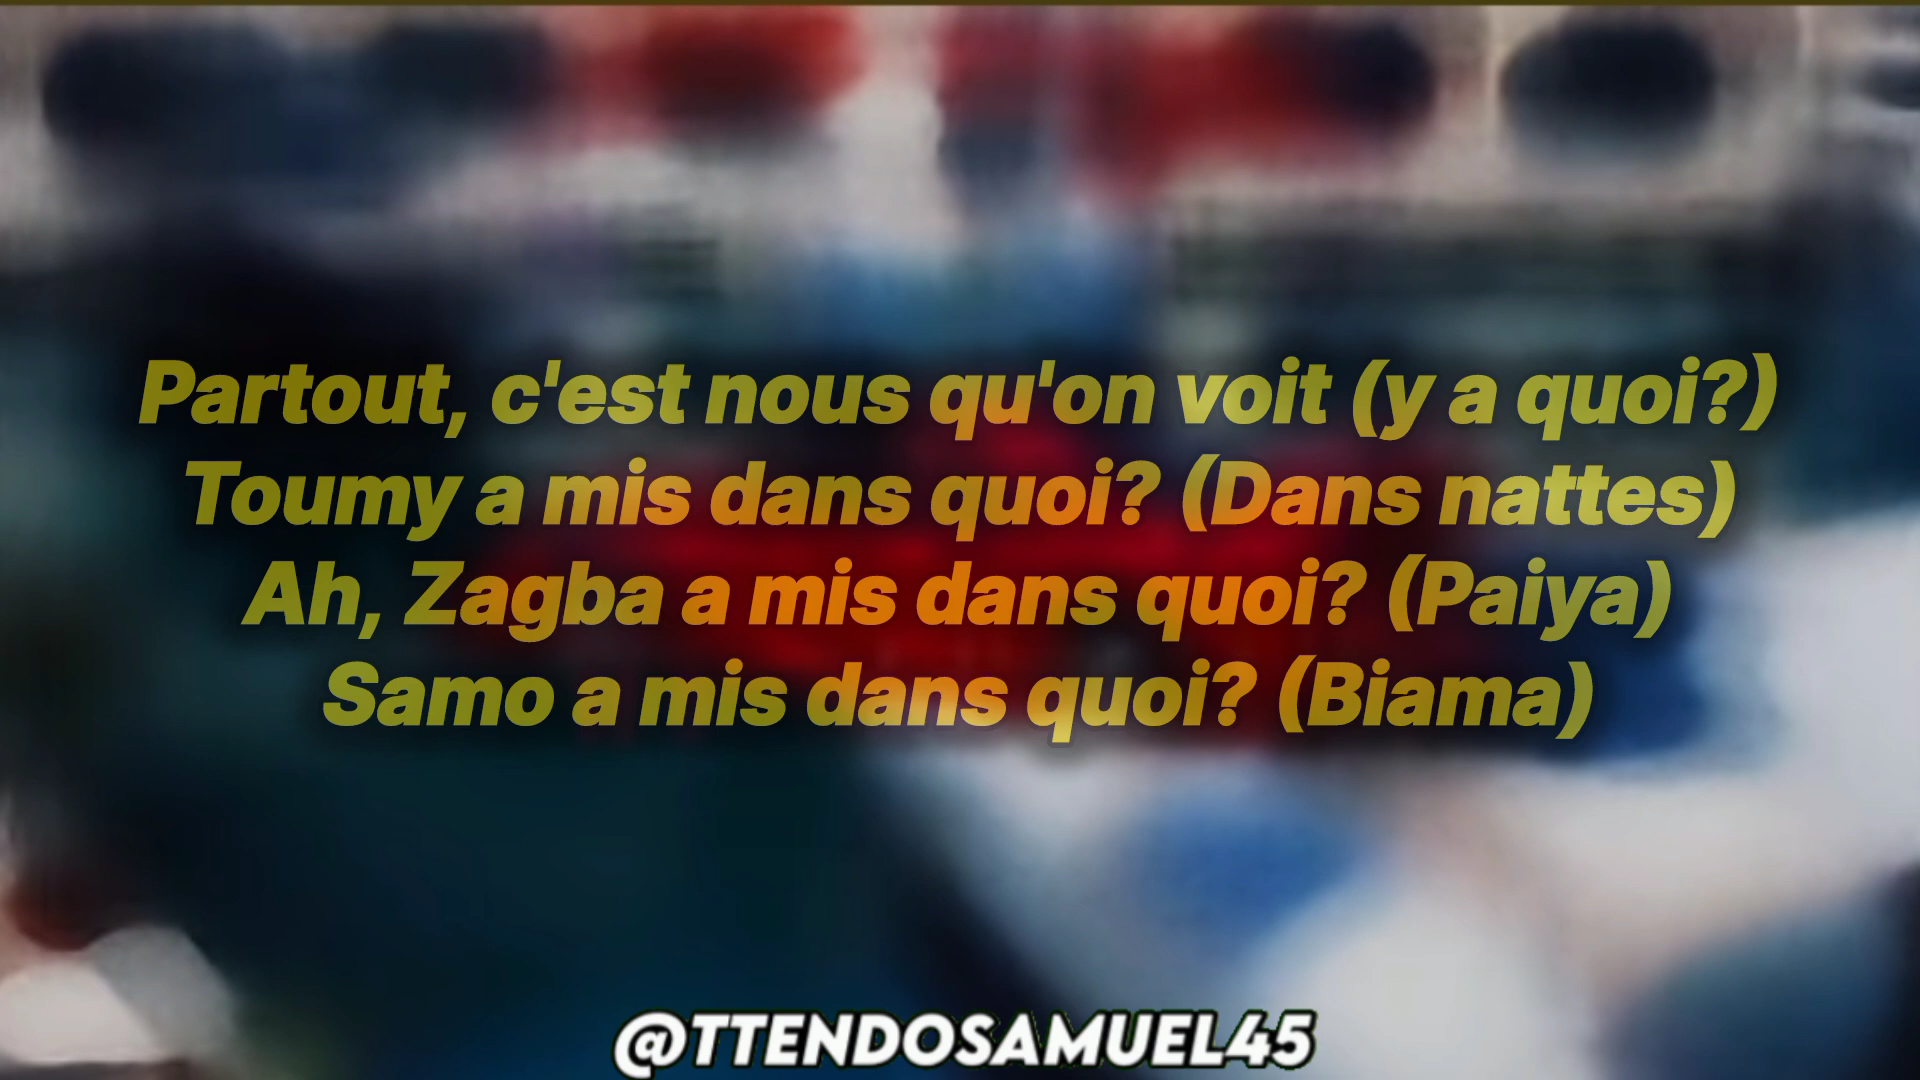 Partout, c'est nous qu'on voit (y a quoi?)
Toumy a mis dans quoi? (Dans nattes)
Ah, Zagba a mis dans quoi? (Paiya)
Samo a mis dans quoi? (Biama)
@TTENDOSAMUEL45